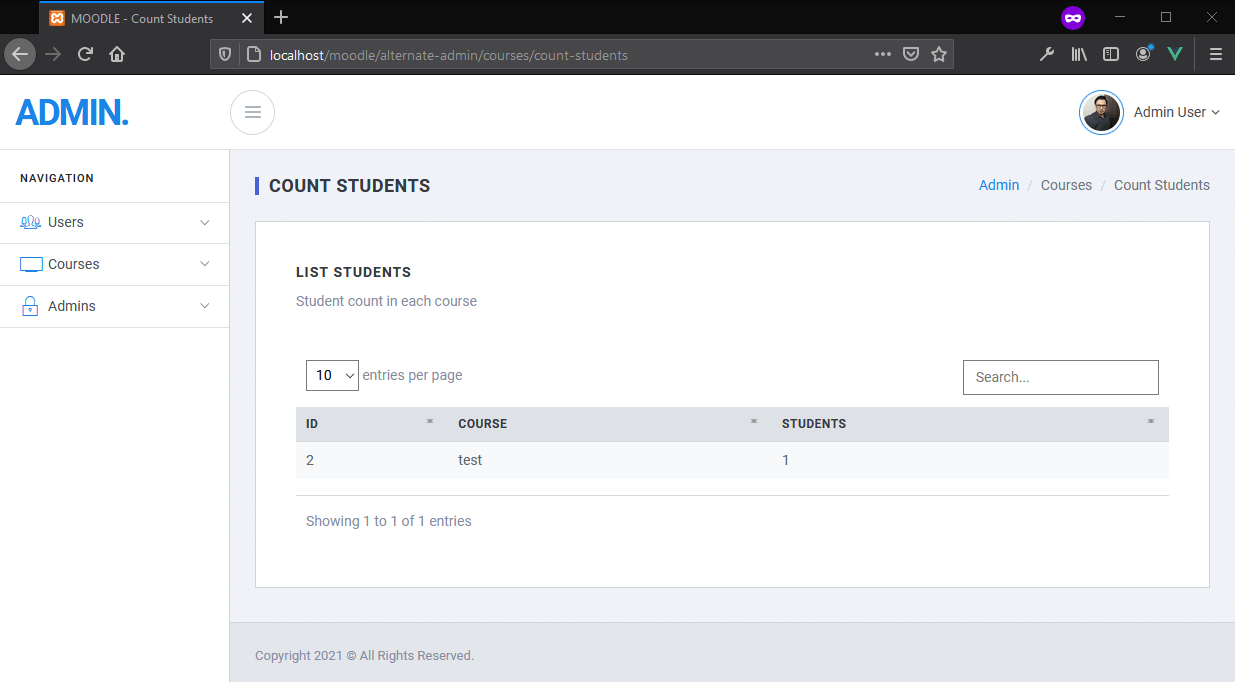 MOODLE - Count Students
localhost/moodle/alternate-admin/courses/count-students
ADMIN.
Admin User
NAVIGATION
Users
Courses
Admins
COUNT STUDENTS
Admin / Courses / Count Students
LIST STUDENTS
Student count in each course
10 entries per page
Search...
ID COURSE STUDENTS
2 test 1
Showing 1 to 1 of 1 entries
Copyright 2021 © All Rights Reserved.